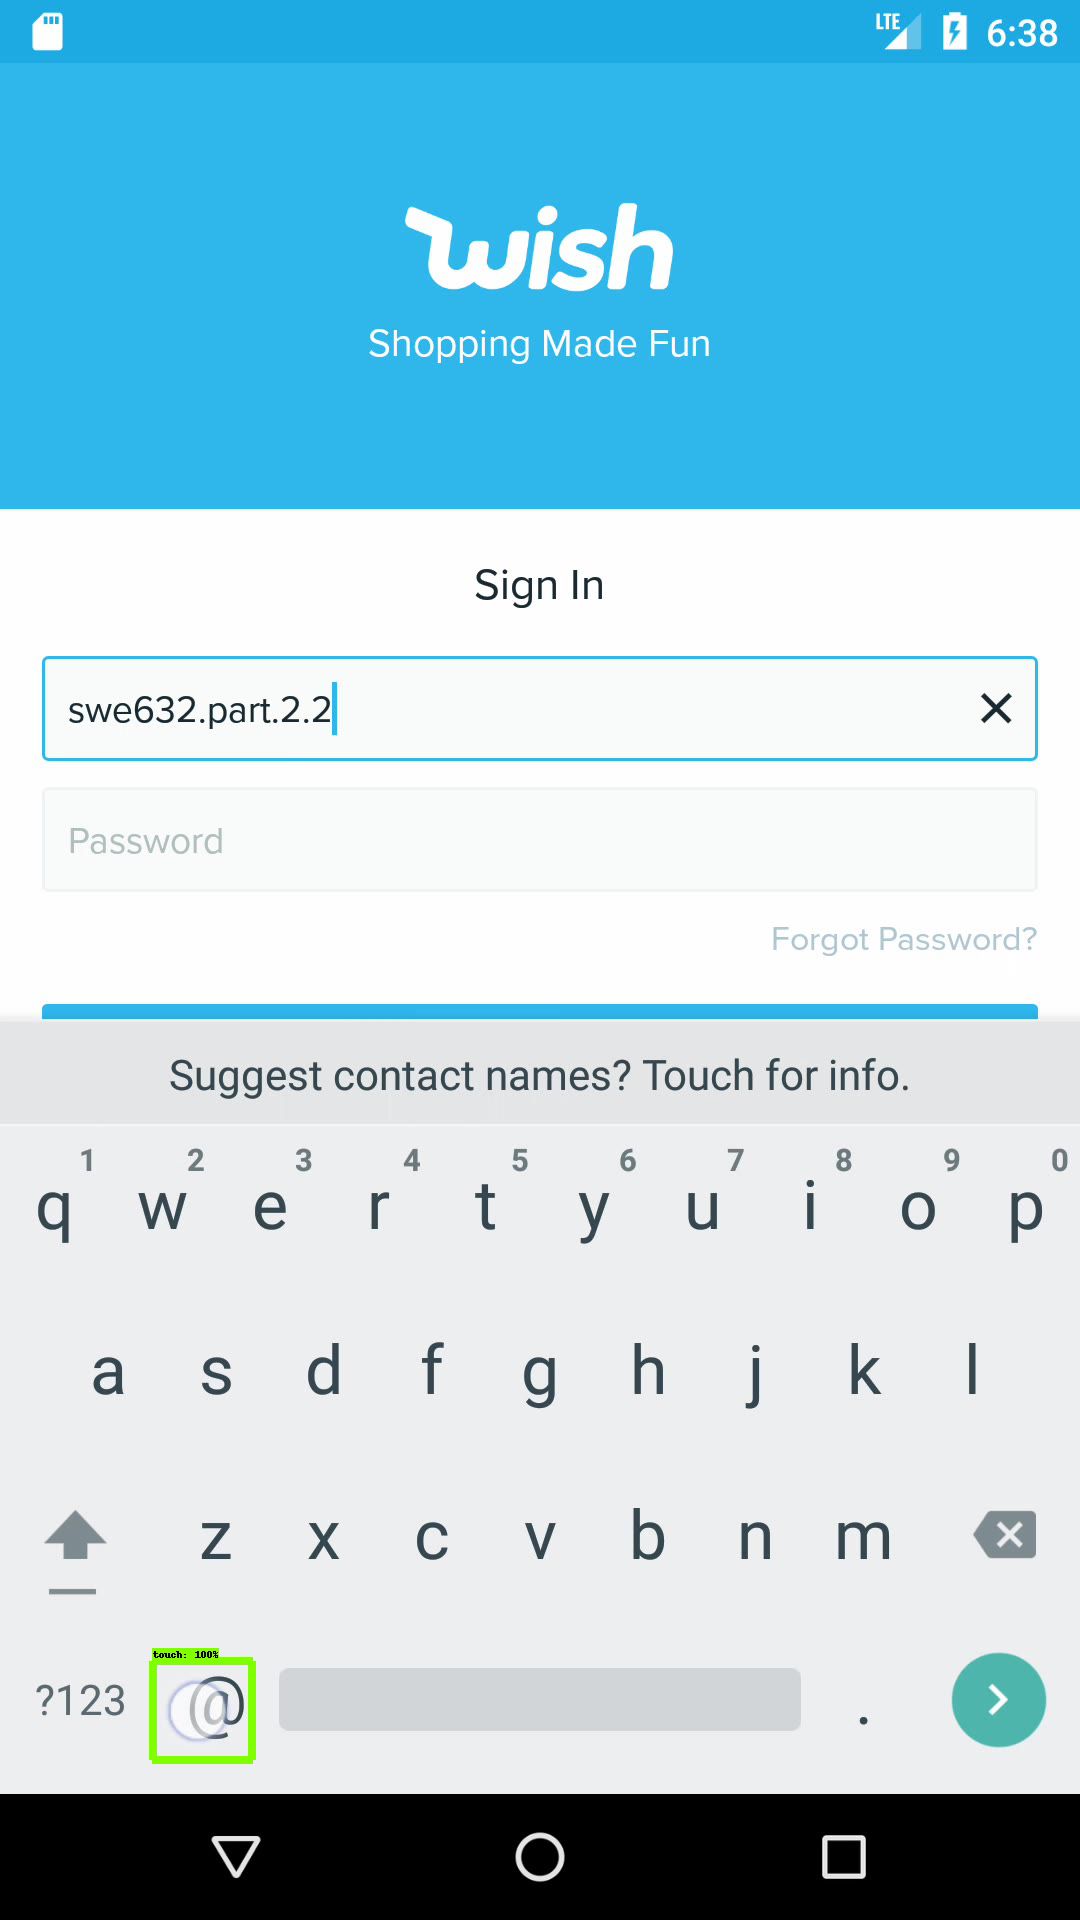 LTE 6:38
wish
Shopping Made Fun
Sign In
swe632.part.2.2
Password
Forgot Password?
Suggest contact names? Touch for info.
1 2 3 4 5 6 7 8 9 0
q w e r t y u i o p
a s d f g h j k l
z x c v b n m
touch: 100%
?123 @ .